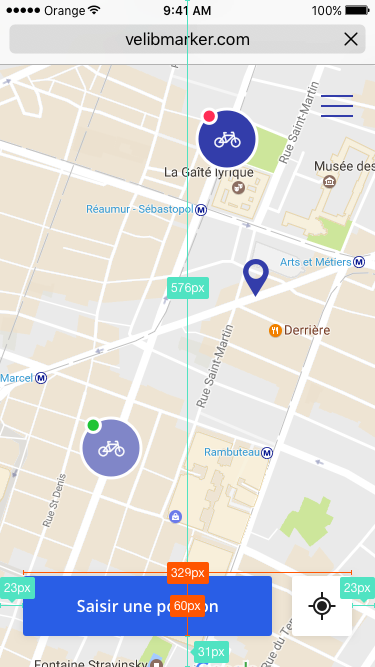 Orange 9:41 AM 100%
velibmarker.com
Rue Saint-Martin
La Gaîté lyrique
Musée des
Réaumur - Sébastopol M
Arts et Métiers M
576px
Derrière
Rue Saint-Martin
Marcel M
Rambuteau M
Rue St Denis
329px
23px
23px
Saisir une
60px
31px
Fontaine Stravinsky